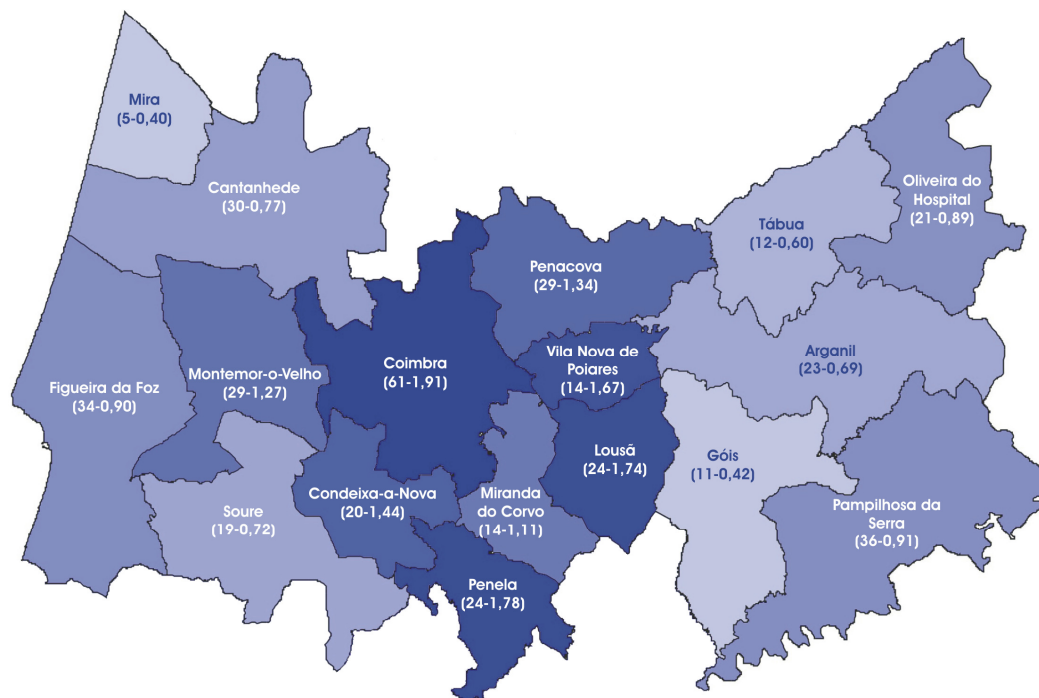 Mira
(5-0,40)
Cantanhede
(30-0,77)
Oliveira do
Hospital
(21-0,89)
Tábua
(12-0,60)
Penacova
(29-1,34)
Vila Nova de
Poiares
(14-1,67)
Arganil
(23-0,69)
Coimbra
(61-1,91)
Montemor-o-Velho
(29-1,27)
Figueira da Foz
(34-0,90)
Lousã
(24-1,74)
Góis
(11-0,42)
Pampilhosa da
Serra
(36-0,91)
Miranda
do Corvo
(14-1,11)
Condeixa-a-Nova
(20-1,44)
Soure
(19-0,72)
Penela
(24-1,78)